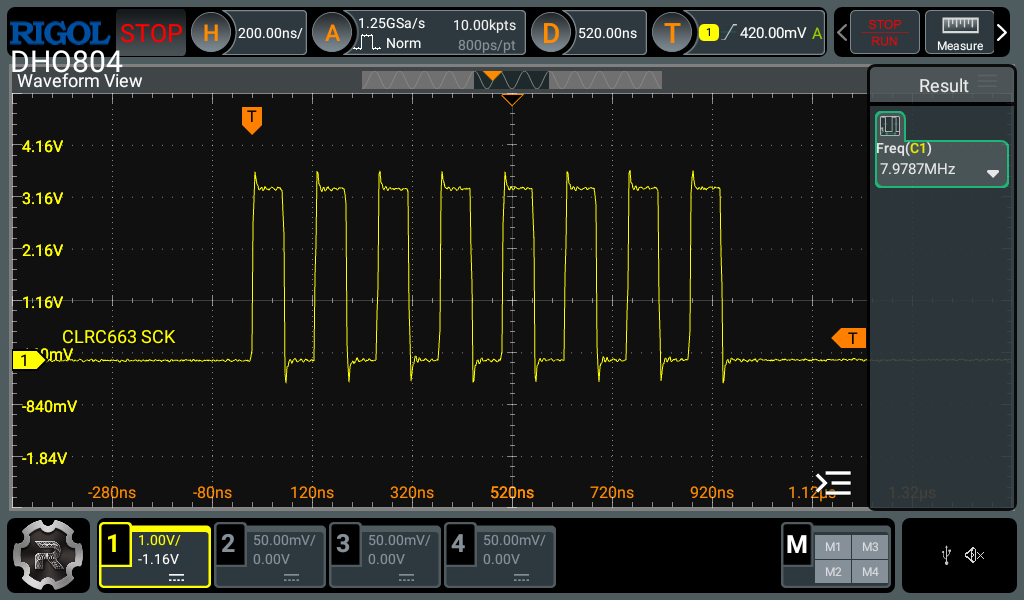 RIGOL STOP H 200.00ns/ A 1.25GSa/s 10.00kpts D 520.00ns T 1 420.00mV A STOP
Norm 800pts/pt RUN Measure
DHO804
Waveform View Result
T
4.16V Freq(C1)
7.9787MHz
3.16V
2.16V
1.16V
CLRC663 SCK T
1 0mV
-840mV
-1.84V
-280ns -80ns 120ns 320ns 520ns 720ns 920ns 1.12µs 1.32µs
1 1.00V/ 2 50.00mV/ 3 50.00mV/ 4 50.00mV/ M M1 M3
-1.16V 0.00V 0.00V 0.00V M2 M4
R